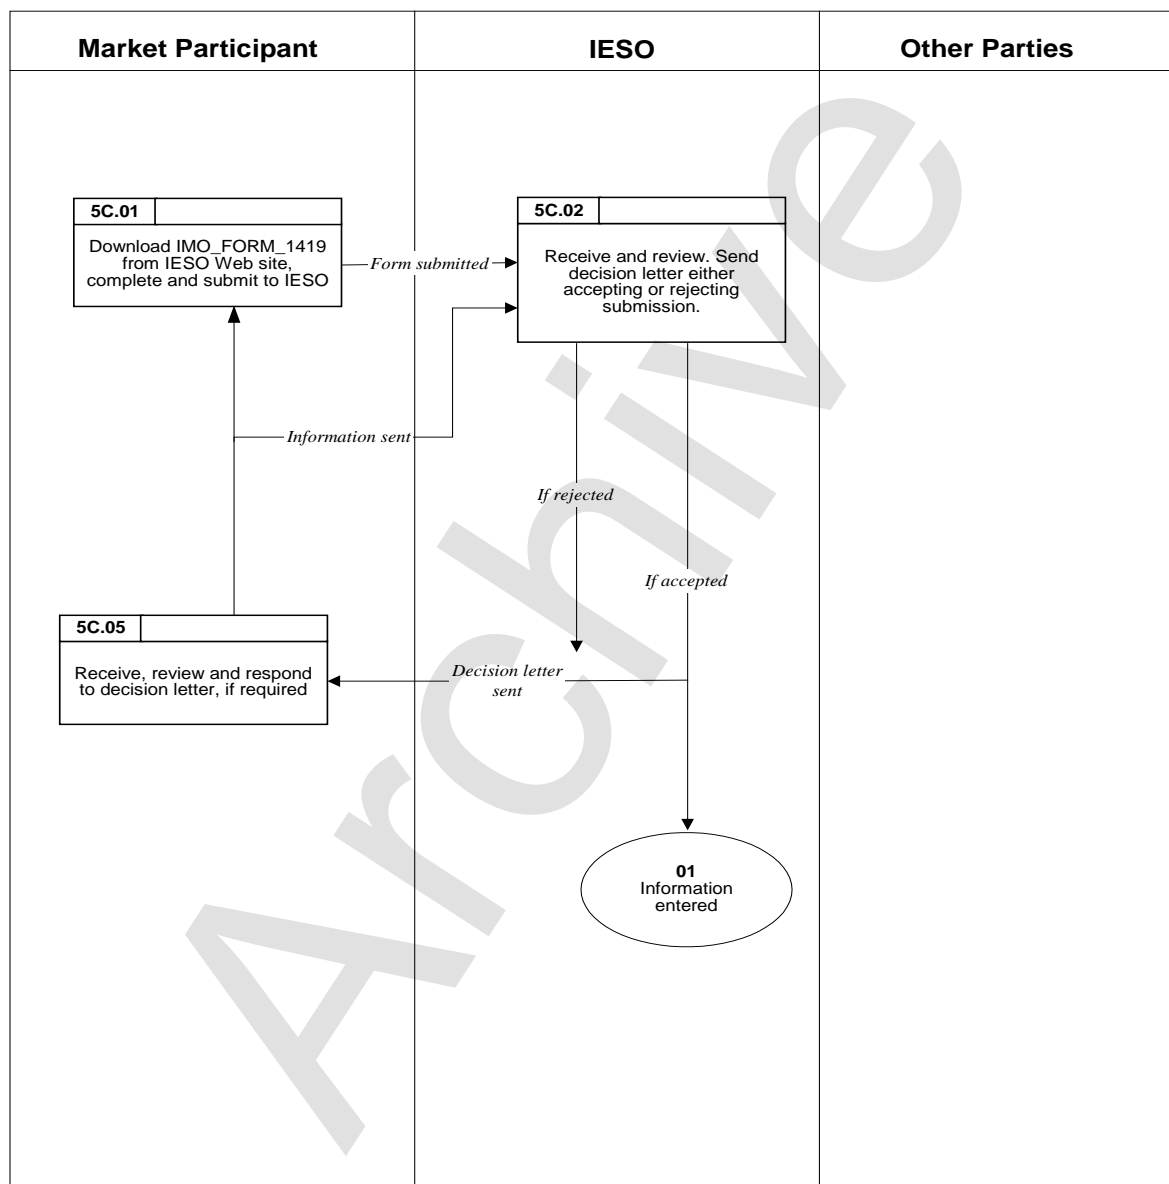 Market Participant
IESO
Other Parties
5C.01
Download IMO_FORM_1419
from IESO Web site,
complete and submit to IESO
Form submitted
5C.02
Receive and review. Send
decision letter either
accepting or rejecting
submission.
Information sent
If rejected
If accepted
5C.05
Receive, review and respond
to decision letter, if required
Decision letter
sent
01
Information
entered
Archive